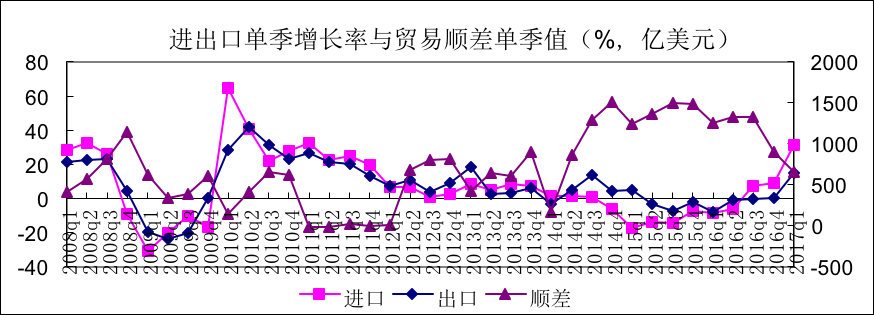 进出口单季增长率与贸易顺差单季值（%，亿美元）
80
60
40
20
0
-20
-40
2000
1500
1000
500
0
-500
2008q1
2008q2
2008q3
2008q4
2009q1
2009q2
2009q3
2009q4
2010q1
2010q2
2010q3
2010q4
2011q1
2011q2
2011q3
2011q4
2012q1
2012q2
2012q3
2012q4
2013q1
2013q2
2013q3
2013q4
2014q1
2014q2
2014q3
2014q4
2015q1
2015q2
2015q3
2015q4
2016q1
2016q2
2016q3
2016q4
2017q1
进口 出口 顺差